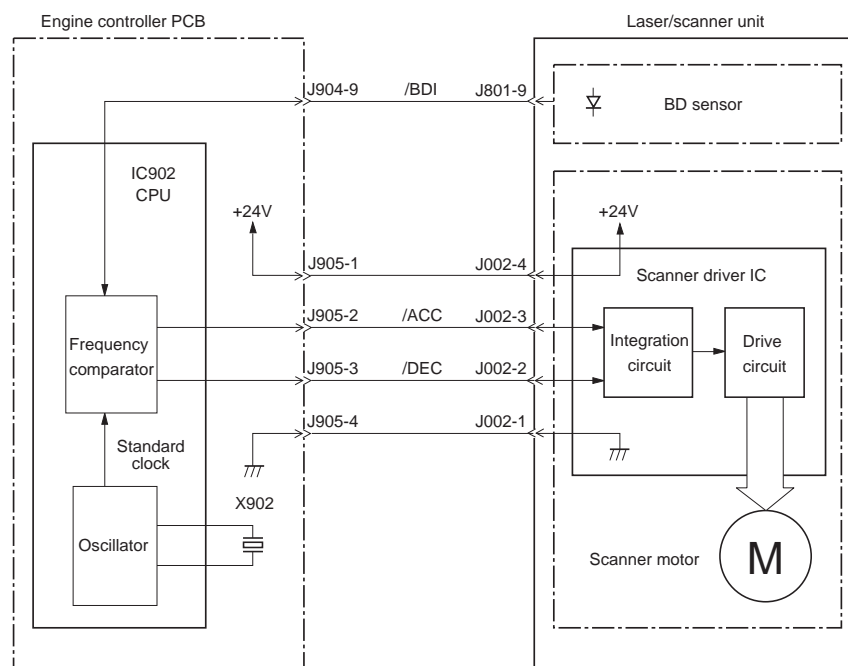 Engine controller PCB
Laser/scanner unit
J904-9 /BDI J801-9
BD sensor
IC902
CPU
+24V
+24V
J905-1 J002-4
Scanner driver IC
J905-2 /ACC J002-3
Frequency
comparator
Integration
circuit
Drive
circuit
J905-3 /DEC J002-2
J905-4 J002-1
Standard
clock
X902
Oscillator
Scanner motor
M